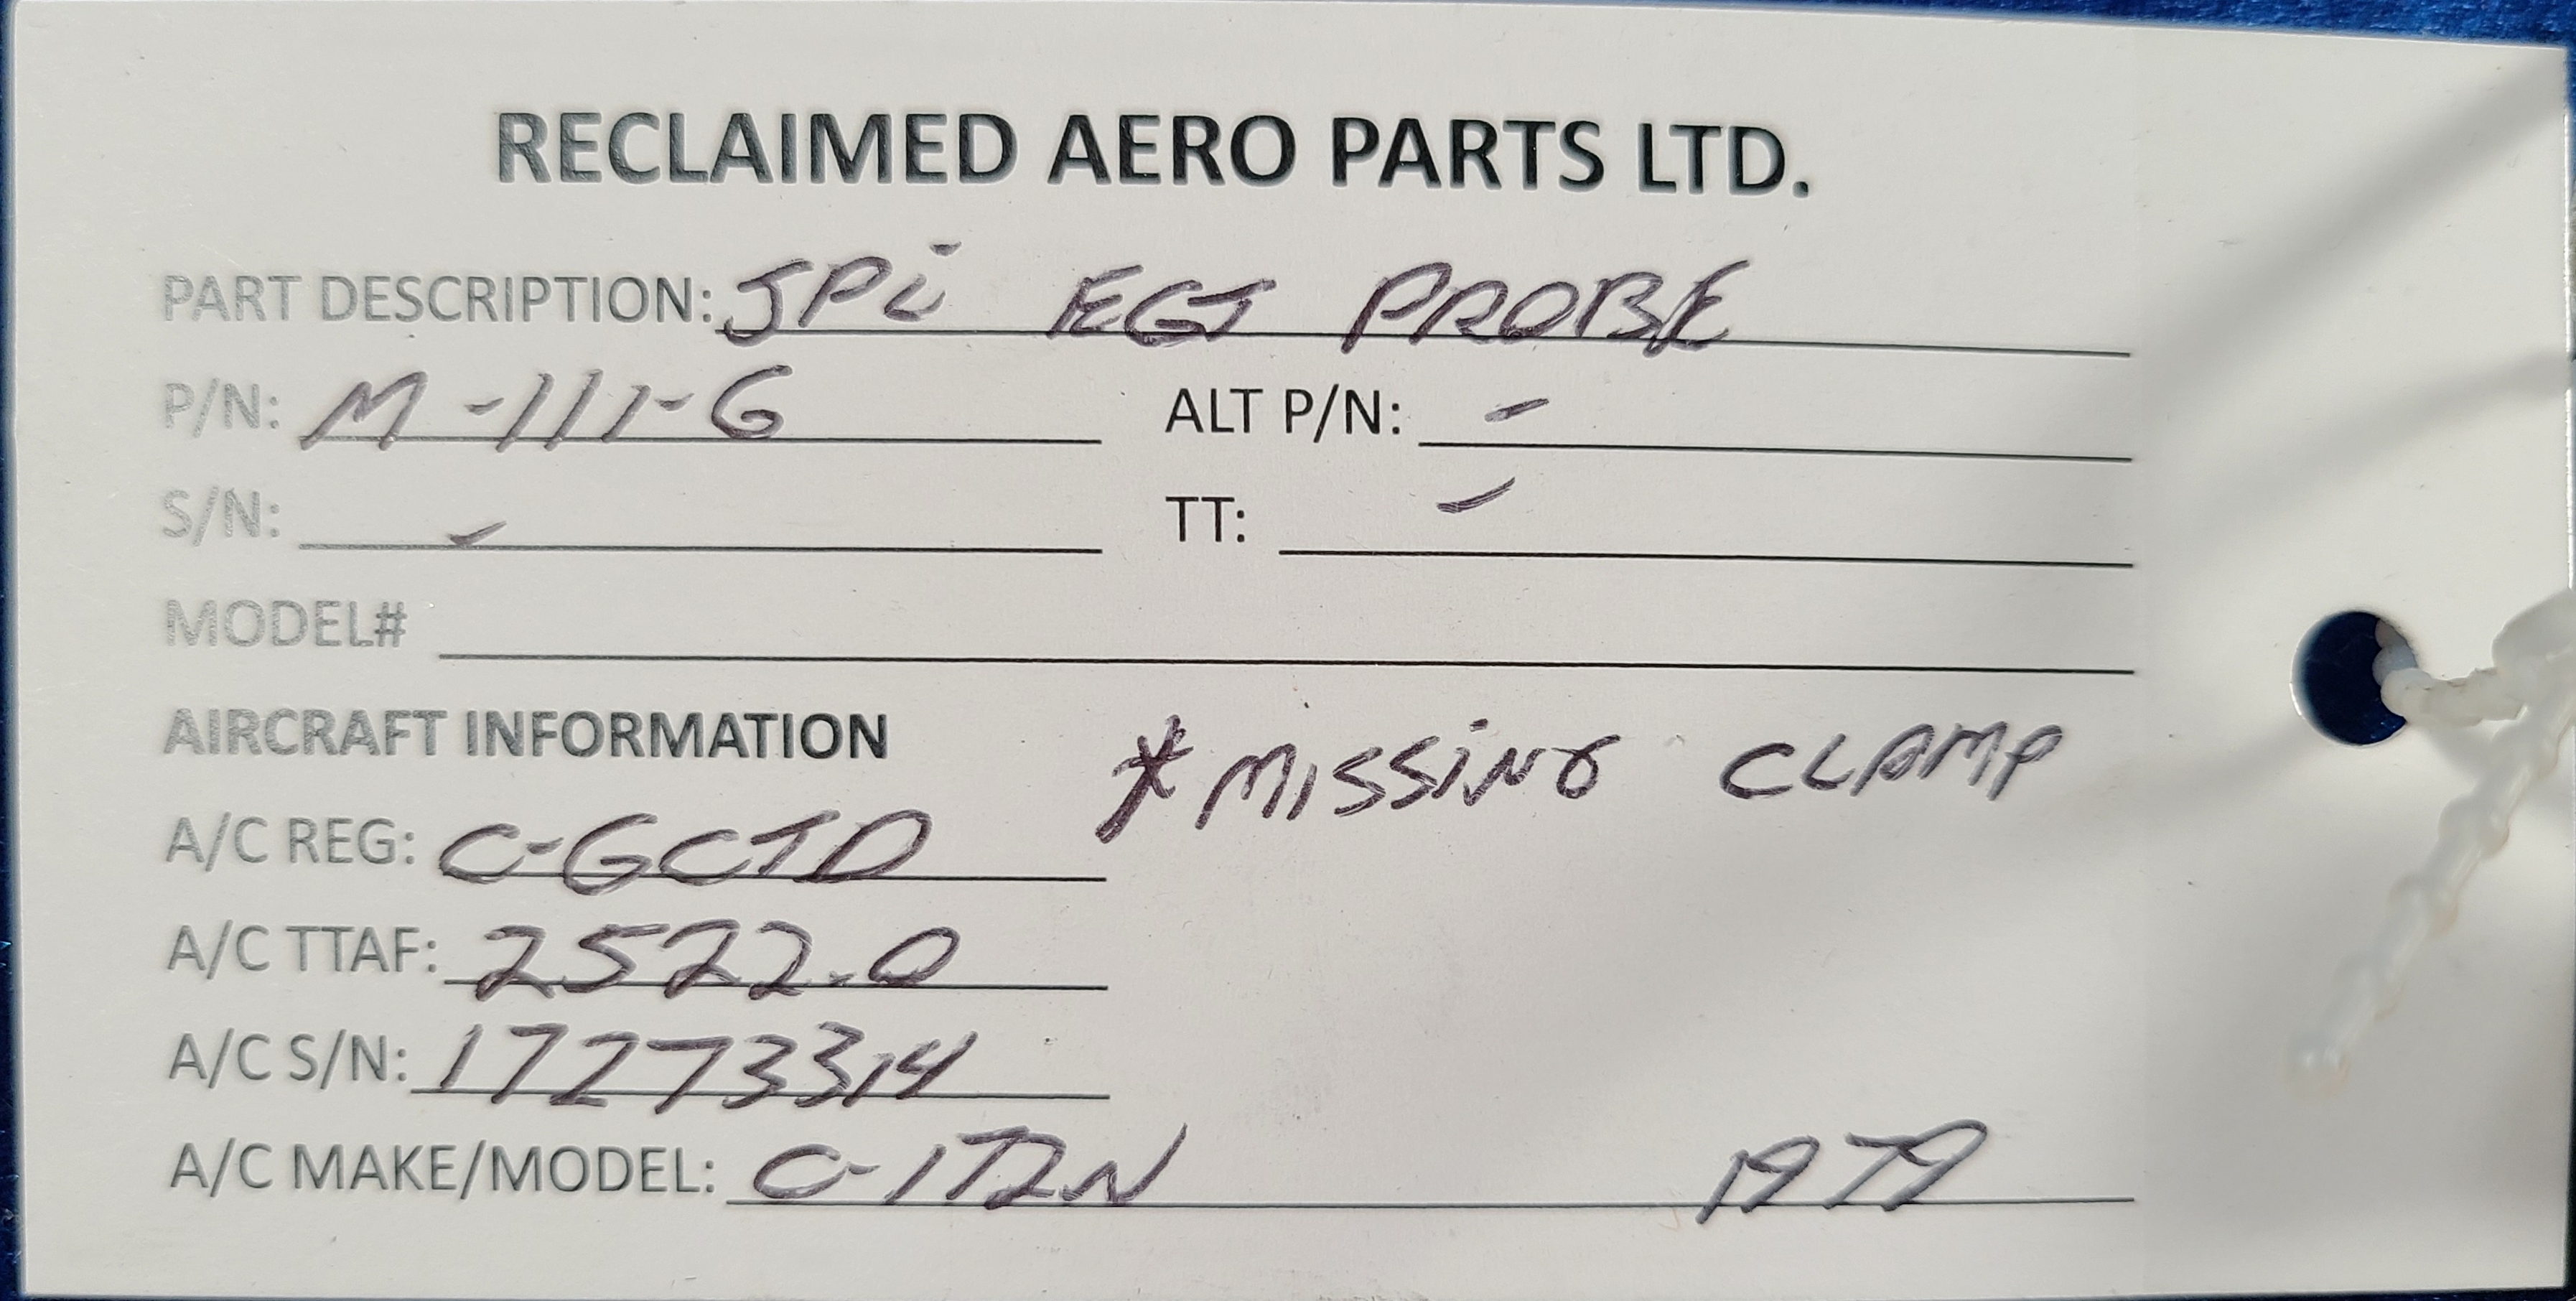 RECLAIMED AERO PARTS LTD.
PART DESCRIPTION: JPi EGT PROBE
P/N: M-111-G ALT P/N: -
S/N: - TT: -
MODEL#
AIRCRAFT INFORMATION *MISSING CLAMP
A/C REG: C-GCTD
A/C TTAF: 2522.0
A/C S/N: 17273314
A/C MAKE/MODEL: C-172N 1979